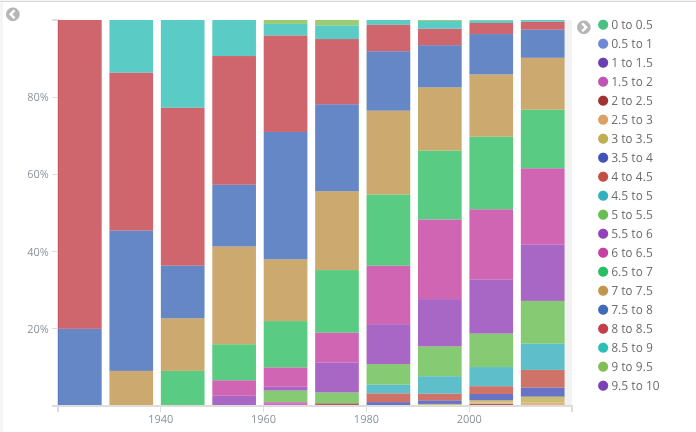 80%
60%
40%
20%
1940
1960
1980
2000
0 to 0.5
0.5 to 1
1 to 1.5
1.5 to 2
2 to 2.5
2.5 to 3
3 to 3.5
3.5 to 4
4 to 4.5
4.5 to 5
5 to 5.5
5.5 to 6
6 to 6.5
6.5 to 7
7 to 7.5
7.5 to 8
8 to 8.5
8.5 to 9
9 to 9.5
9.5 to 10